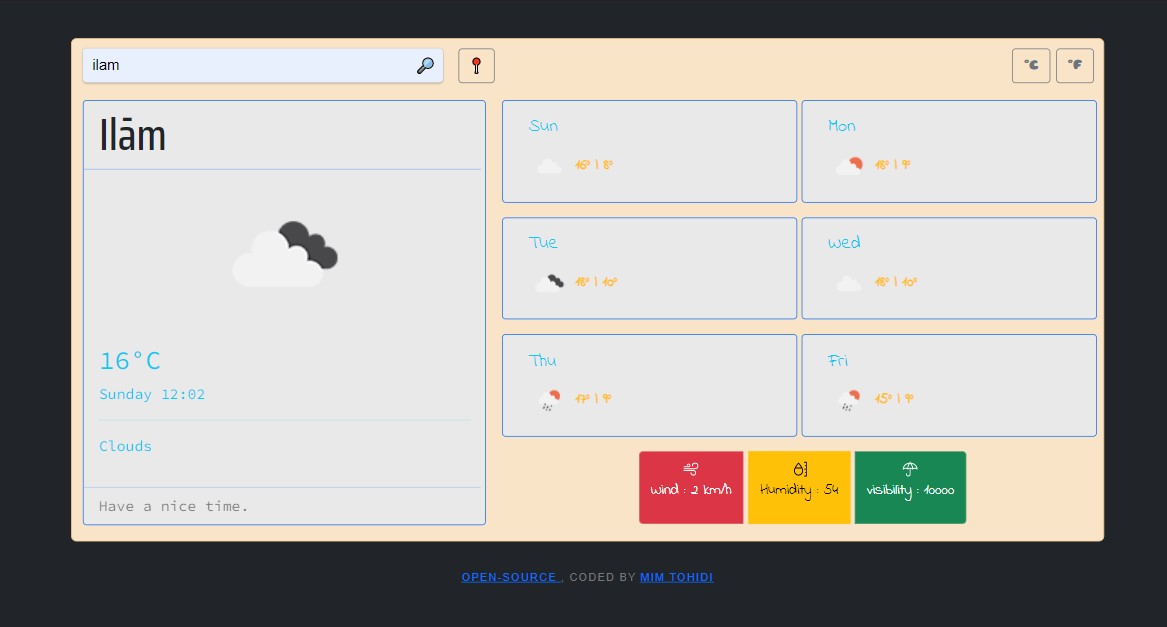 ilam
°C °F
Ilām
16°C
Sunday 12:02
Clouds
Have a nice time.
Sun
16° | 8°
Mon
18° | 9°
Tue
18° | 10°
Wed
18° | 10°
Thu
17° | 9°
Fri
15° | 9°
Wind : 2 km/h
Humidity : 54
visibility : 10000
OPEN-SOURCE , CODED BY MIM TOHIDI